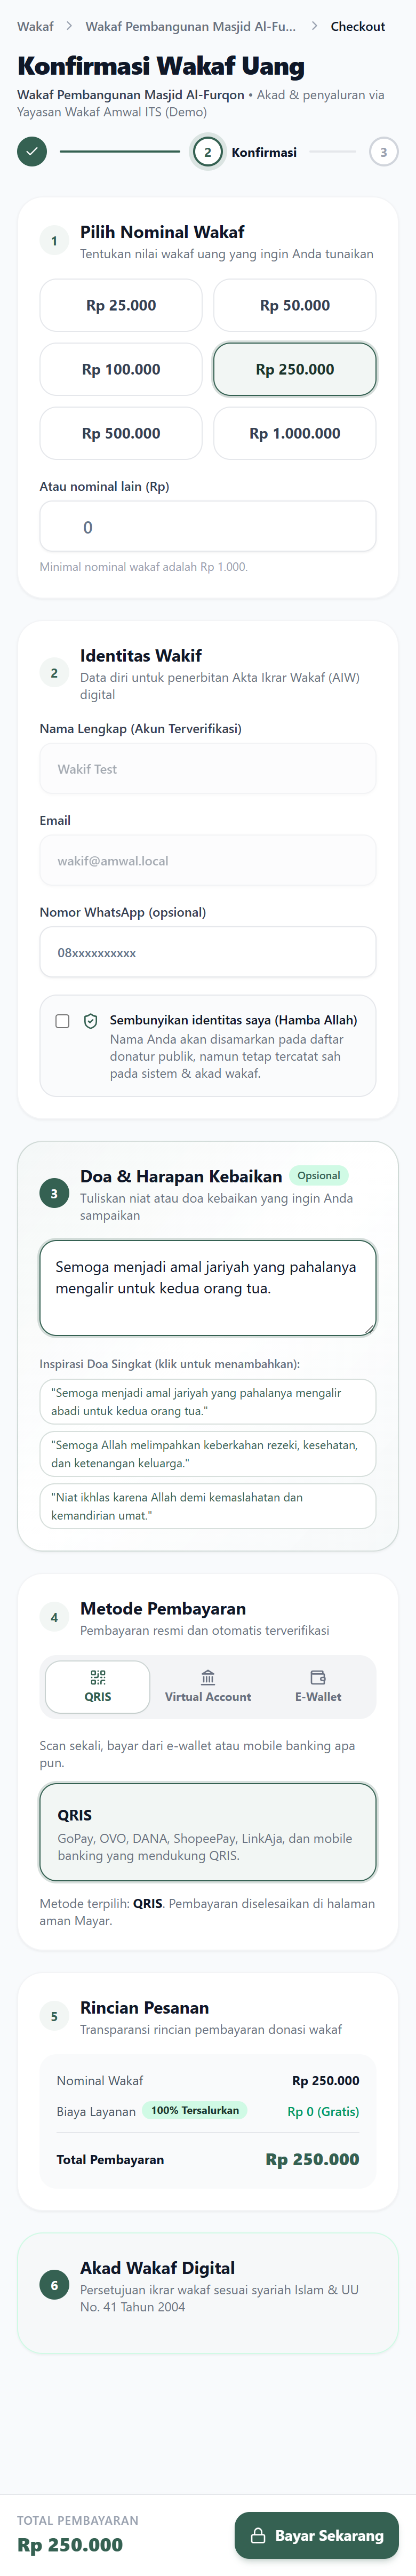 Wakaf > Wakaf Pembangunan Masjid Al-Fu... > Checkout
Konfirmasi Wakaf Uang
Wakaf Pembangunan Masjid Al-Furqon • Akad & penyaluran via
Yayasan Wakaf Amwal ITS (Demo)
2 Konfirmasi 3
1 Pilih Nominal Wakaf
Tentukan nilai wakaf uang yang ingin Anda tunaikan
Rp 25.000 Rp 50.000
Rp 100.000 Rp 250.000
Rp 500.000 Rp 1.000.000
Atau nominal lain (Rp)
0
Minimal nominal wakaf adalah Rp 1.000.
2 Identitas Wakif
Data diri untuk penerbitan Akta Ikrar Wakaf (AIW)
digital
Nama Lengkap (Akun Terverifikasi)
Wakif Test
Email
wakif@amwal.local
Nomor WhatsApp (opsional)
08xxxxxxxxxx
Sembunyikan identitas saya (Hamba Allah)
Nama Anda akan disamarkan pada daftar
donatur publik, namun tetap tercatat sah
pada sistem & akad wakaf.
3 Doa & Harapan Kebaikan Opsional
Tuliskan niat atau doa kebaikan yang ingin Anda
sampaikan
Semoga menjadi amal jariyah yang pahalanya
mengalir untuk kedua orang tua.
Inspirasi Doa Singkat (klik untuk menambahkan):
"Semoga menjadi amal jariyah yang pahalanya mengalir
abadi untuk kedua orang tua."
"Semoga Allah melimpahkan keberkahan rezeki, kesehatan,
dan ketenangan keluarga."
"Niat ikhlas karena Allah demi kemaslahatan dan
kemandirian umat."
4 Metode Pembayaran
Pembayaran resmi dan otomatis terverifikasi
QRIS Virtual Account E-Wallet
Scan sekali, bayar dari e-wallet atau mobile banking apa
pun.
QRIS
GoPay, OVO, DANA, ShopeePay, LinkAja, dan mobile
banking yang mendukung QRIS.
Metode terpilih: QRIS. Pembayaran diselesaikan di halaman
aman Mayar.
5 Rincian Pesanan
Transparansi rincian pembayaran donasi wakaf
Nominal Wakaf Rp 250.000
Biaya Layanan 100% Tersalurkan Rp 0 (Gratis)
Total Pembayaran Rp 250.000
6 Akad Wakaf Digital
Persetujuan ikrar wakaf sesuai syariah Islam & UU
No. 41 Tahun 2004
TOTAL PEMBAYARAN
Rp 250.000 Bayar Sekarang